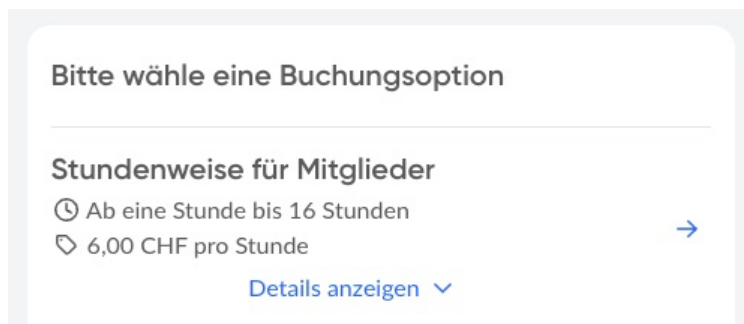 Bitte wähle eine Buchungsoption
Stundenweise für Mitglieder
Ab eine Stunde bis 16 Stunden
6,00 CHF pro Stunde
Details anzeigen